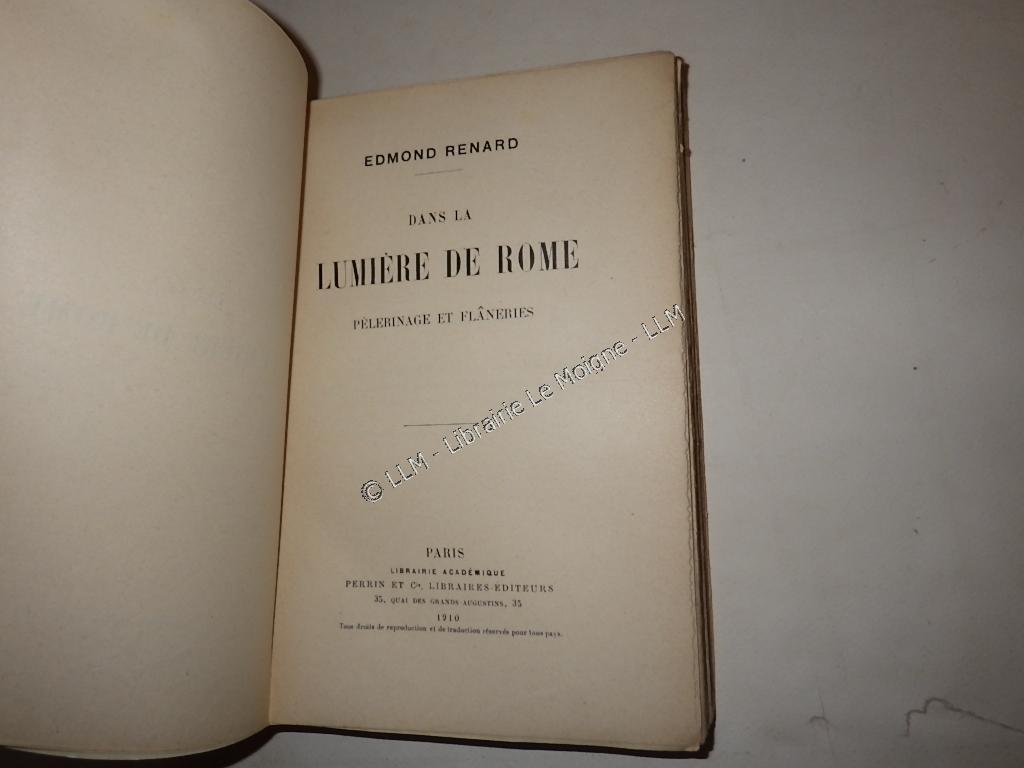 EDMOND RENARD
DANS LA
LUMIÈRE DE ROME
PÈLERINAGE ET FLÂNERIES
© LLM - Librairie Le Moigne - LLM
PARIS
LIBRAIRIE ACADÉMIQUE
PERRIN ET Cie, LIBRAIRES-ÉDITEURS
35, QUAI DES GRANDS AUGUSTINS, 35
1910
Tous droits de reproduction et de traduction réservés pour tous pays.